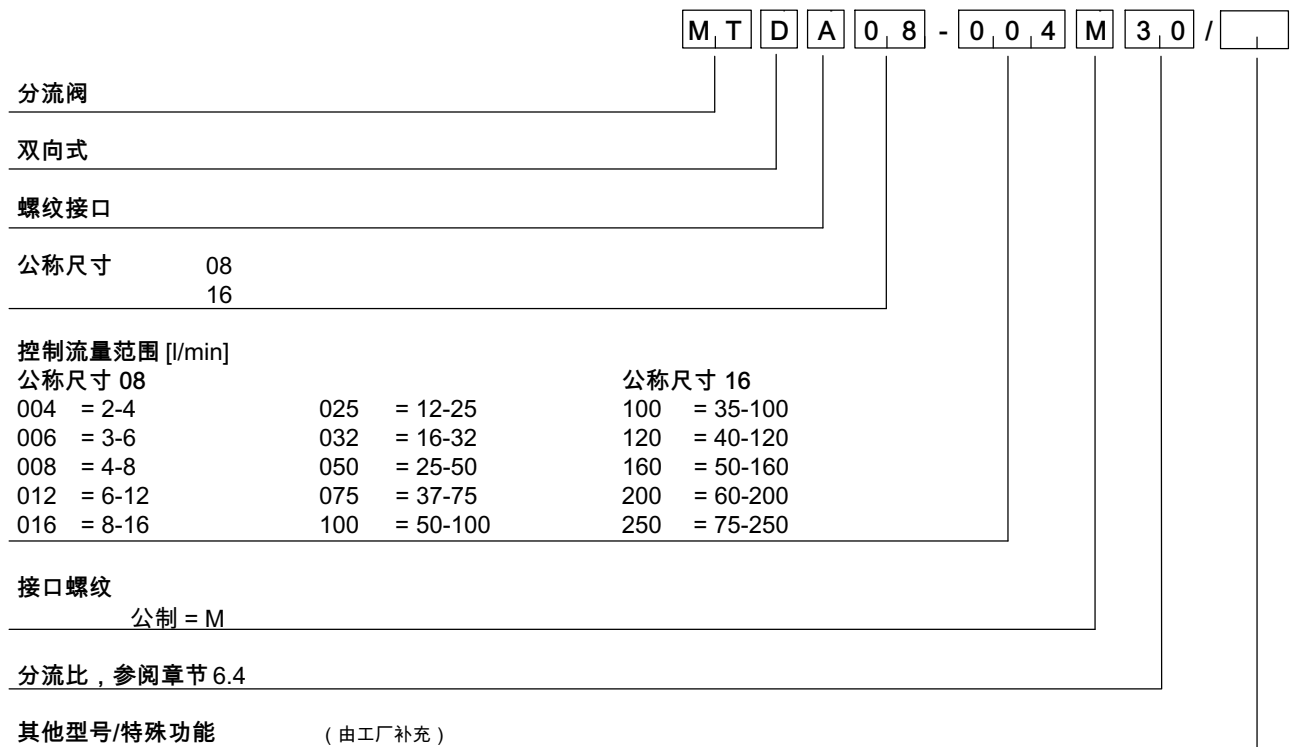 M T D A 0 8 - 0 0 4 M 3 0 /
分流阀
双向式
螺纹接口
公称尺寸 08
16
控制流量范围 [l/min]
公称尺寸 08 公称尺寸 16
004 = 2-4 025 = 12-25 100 = 35-100
006 = 3-6 032 = 16-32 120 = 40-120
008 = 4-8 050 = 25-50 160 = 50-160
012 = 6-12 075 = 37-75 200 = 60-200
016 = 8-16 100 = 50-100 250 = 75-250
接口螺纹
公制 = M
分流比，参阅章节 6.4
其他型号/特殊功能 （由工厂补充）